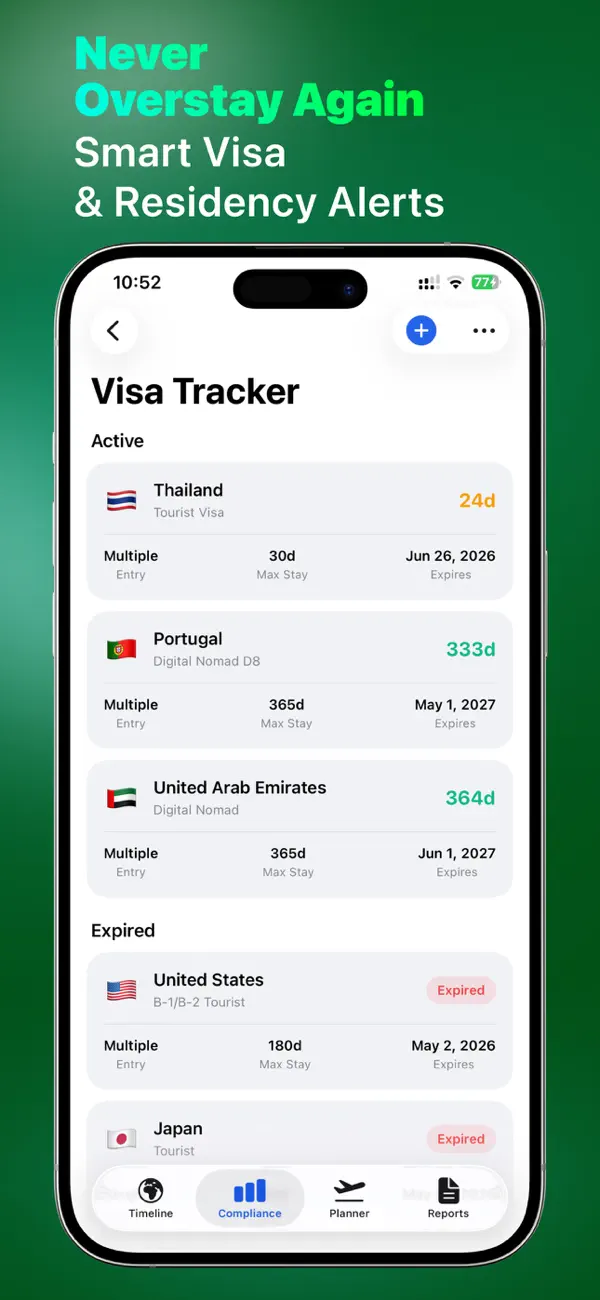 Never
Overstay Again
Smart Visa
& Residency Alerts
10:52
77
Visa Tracker
Active
Thailand
Tourist Visa
24d
Multiple 30d Jun 26, 2026
Entry Max Stay Expires
Portugal
Digital Nomad D8
333d
Multiple 365d May 1, 2027
Entry Max Stay Expires
United Arab Emirates
Digital Nomad
364d
Multiple 365d Jun 1, 2027
Entry Max Stay Expires
Expired
United States
B-1/B-2 Tourist
Expired
Multiple 180d May 2, 2026
Entry Max Stay Expires
Japan
Tourist
Expired
Timeline Compliance Planner Reports